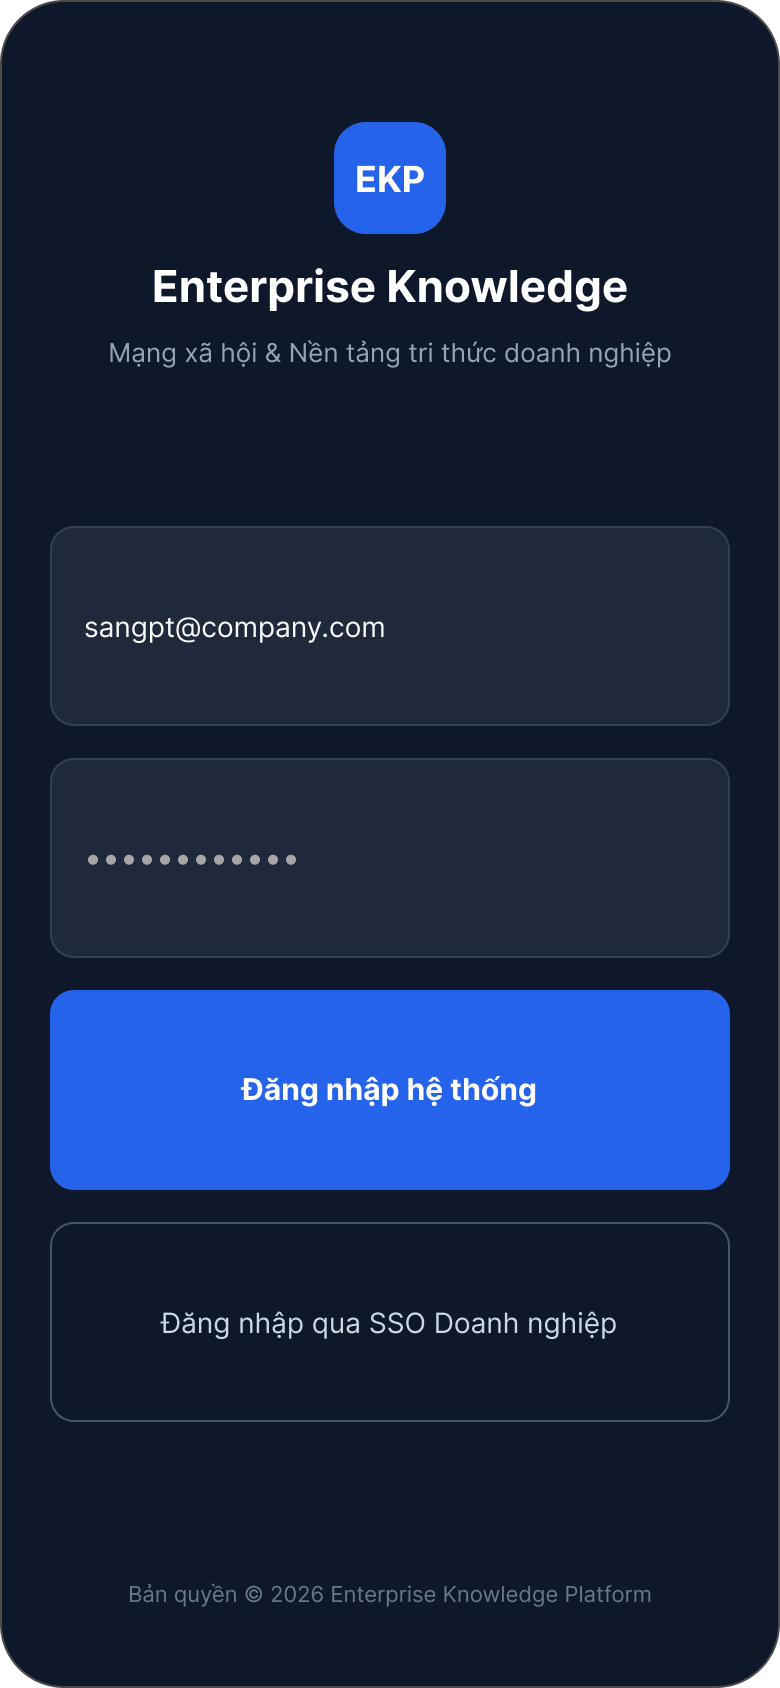 EKP
Enterprise Knowledge
Mạng xã hội & Nền tảng tri thức doanh nghiệp
sangpt@company.com
••••••••••••
Đăng nhập hệ thống
Đăng nhập qua SSO Doanh nghiệp
Bản quyền © 2026 Enterprise Knowledge Platform